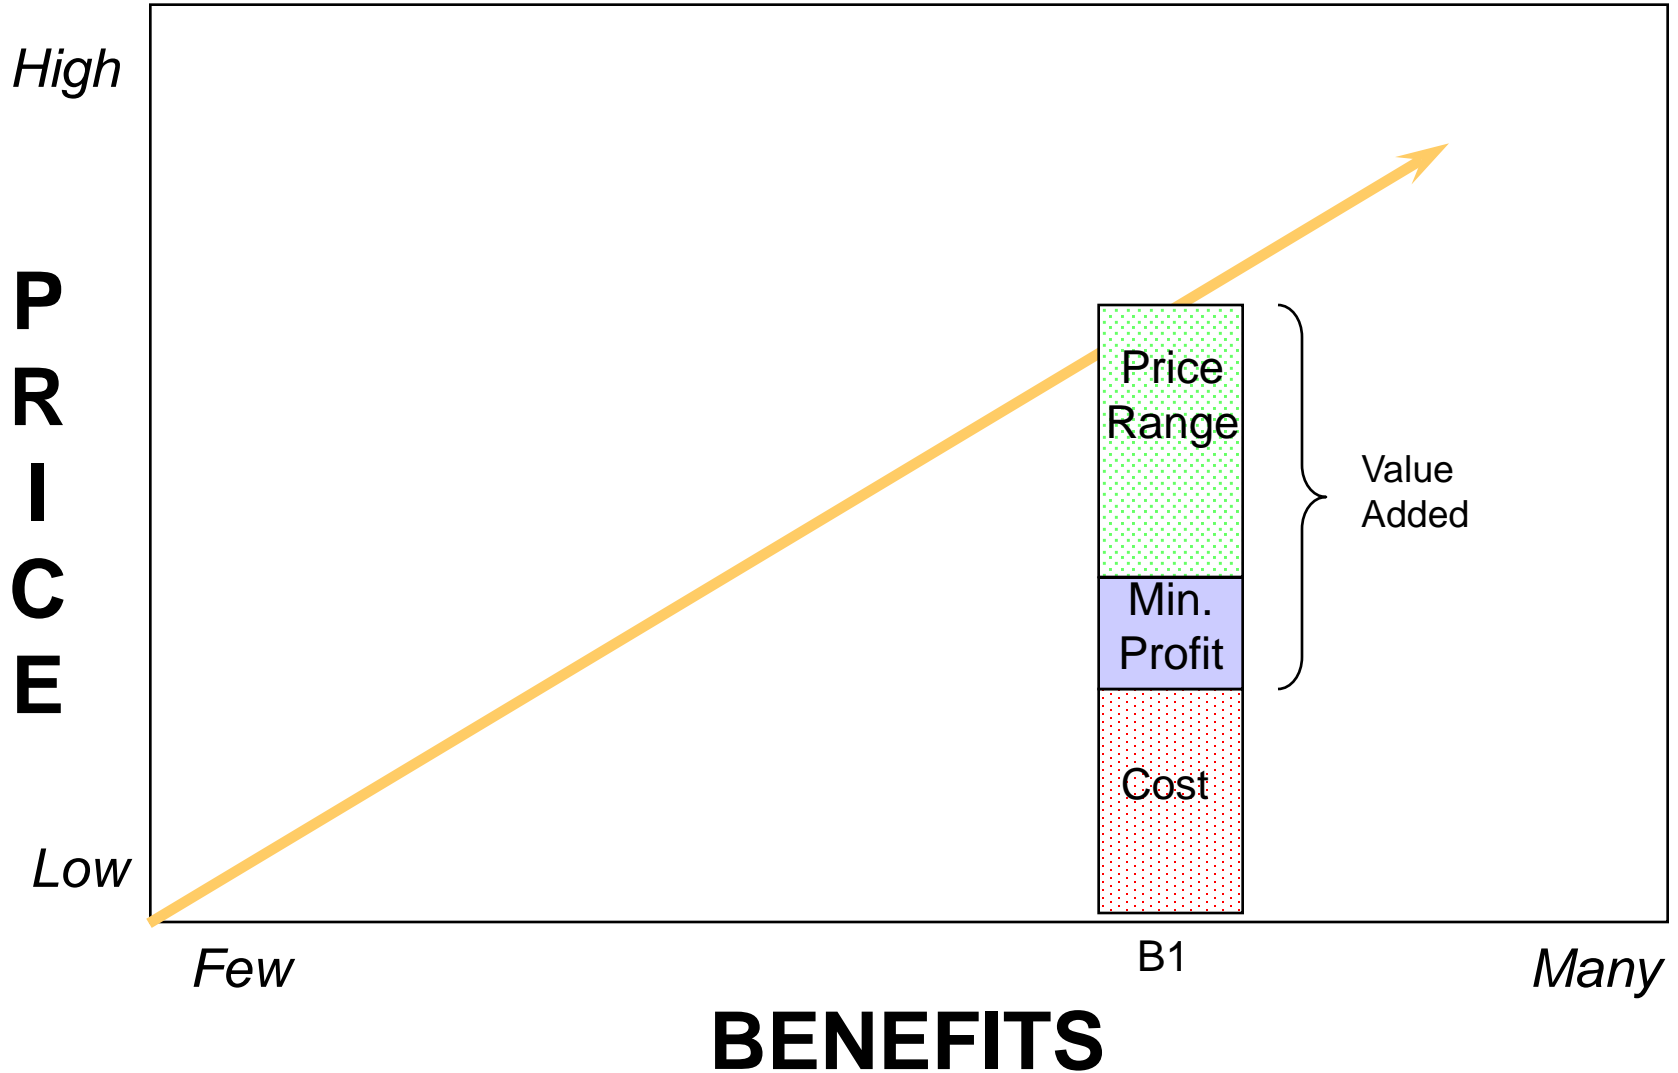 High
P
R
I
C
E
Low
Price
Range
Min.
Profit
Cost
Value
Added
Few
B1
Many
BENEFITS